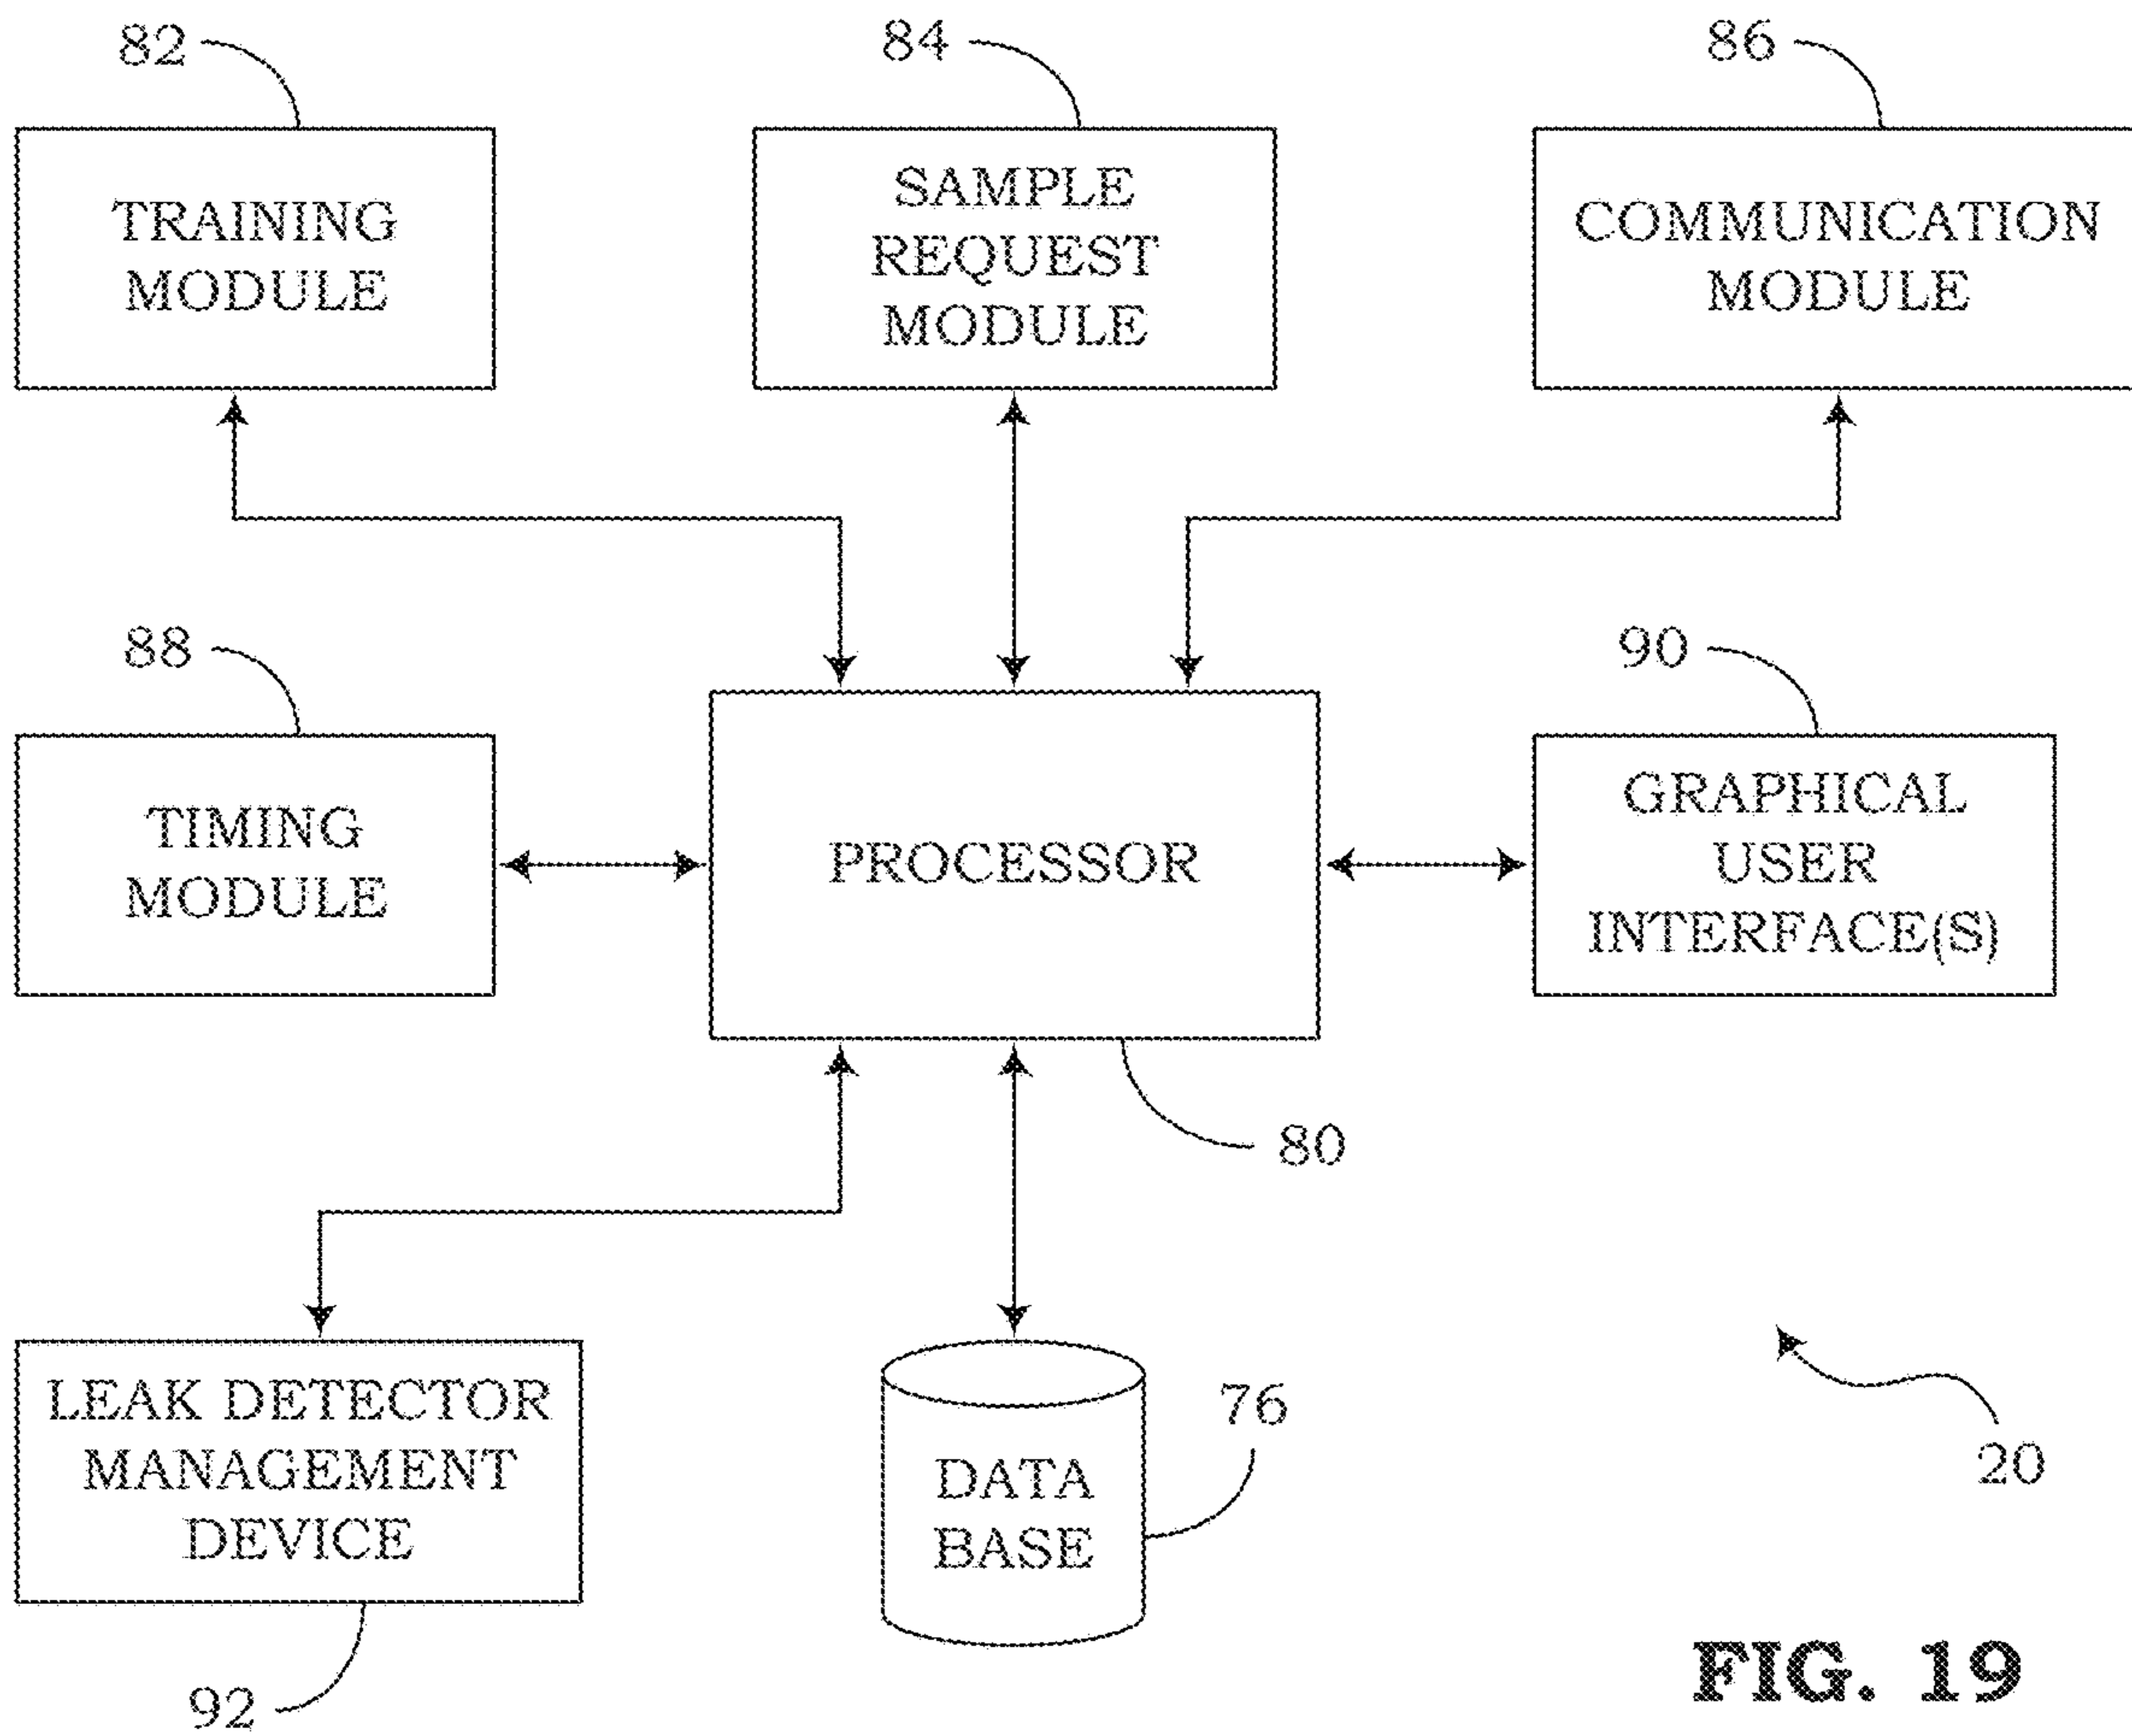 82
84
86
TRAINING
MODULE
SAMPLE
REQUEST
MODULE
COMMUNICATION
MODULE
88
90
TIMING
MODULE
PROCESSOR
GRAPHICAL
USER
INTERFACE(S)
80
LEAK DETECTOR
MANAGEMENT
DEVICE
DATA
BASE
76
20
92
FIG. 19